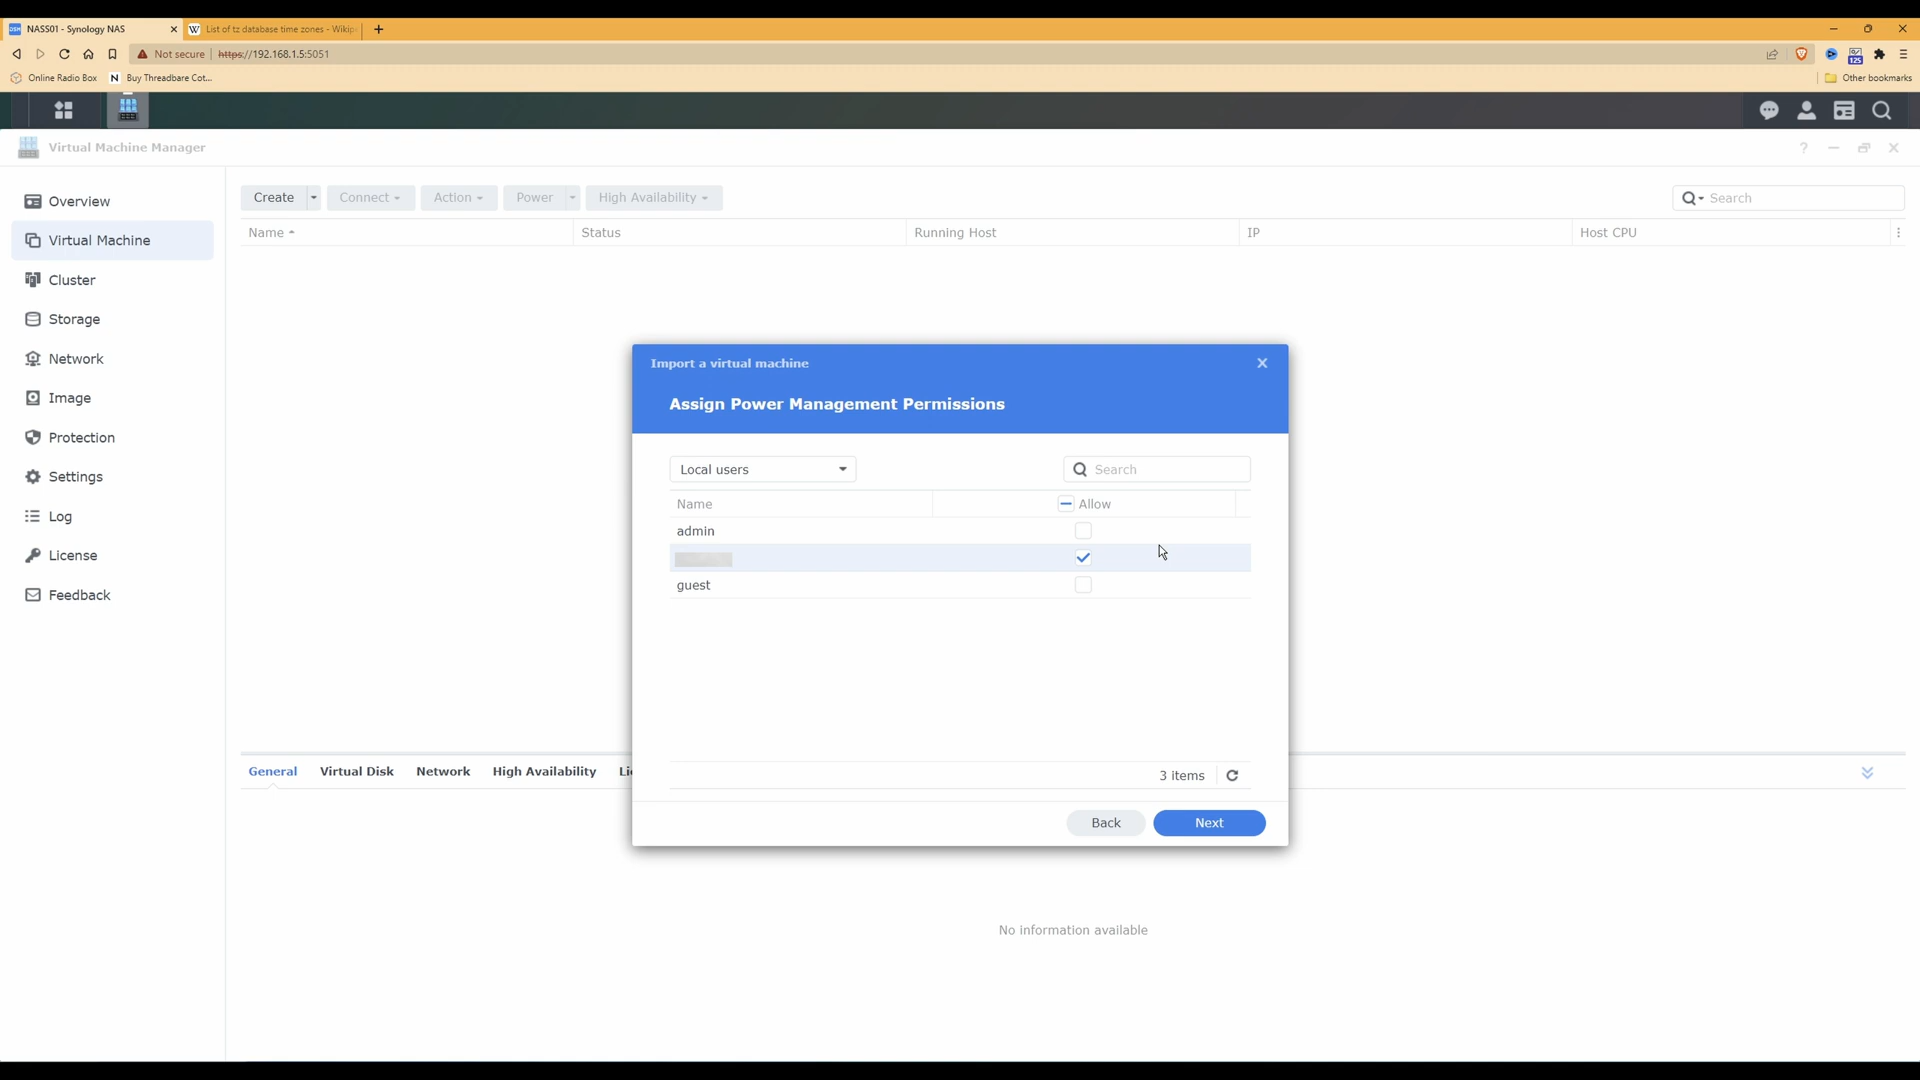 NASS01 - Synology NAS
List of tz database time zones - Wikip
Not secure
https://192.168.1.5:5051
125
Online Radio Box
Buy Threadbare Cot...
Other bookmarks
Virtual Machine Manager
Overview
Virtual Machine
Cluster
Storage
Network
Image
Protection
Settings
Log
License
Feedback
Create
Connect
Action
Power
High Availability
Search
Name
Status
Running Host
IP
Host CPU
Import a virtual machine
Assign Power Management Permissions
Local users
Search
Name
Allow
admin
guest
3 items
Back
Next
General
Virtual Disk
Network
High Availability
Li
No information available